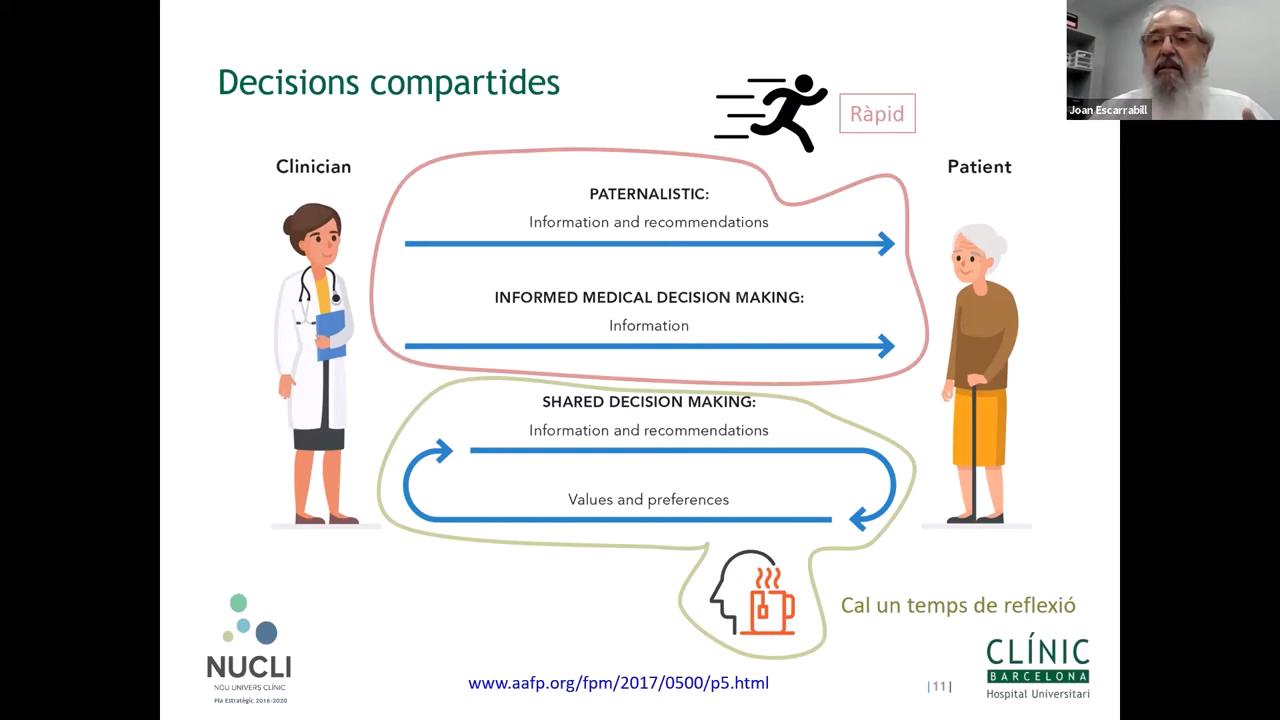 Joan Escarrabill
Decisions compartides
Ràpid
Clinician
Patient
PATERNALISTIC:
Information and recommendations
INFORMED MEDICAL DECISION MAKING:
Information
SHARED DECISION MAKING:
Information and recommendations
Values and preferences
Cal un temps de reflexió
NUCLI
NOU UNIVERS CLÍNIC
Pla Estratègic 2016-2020
www.aafp.org/fpm/2017/0500/p5.html
|11|
CLÍNIC
BARCELONA
Hospital Universitari